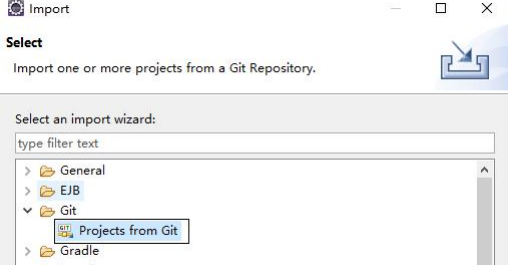 Import
Select
Import one or more projects from a Git Repository.
Select an import wizard:
type filter text
General
EJB
Git
GIT Projects from Git
Gradle